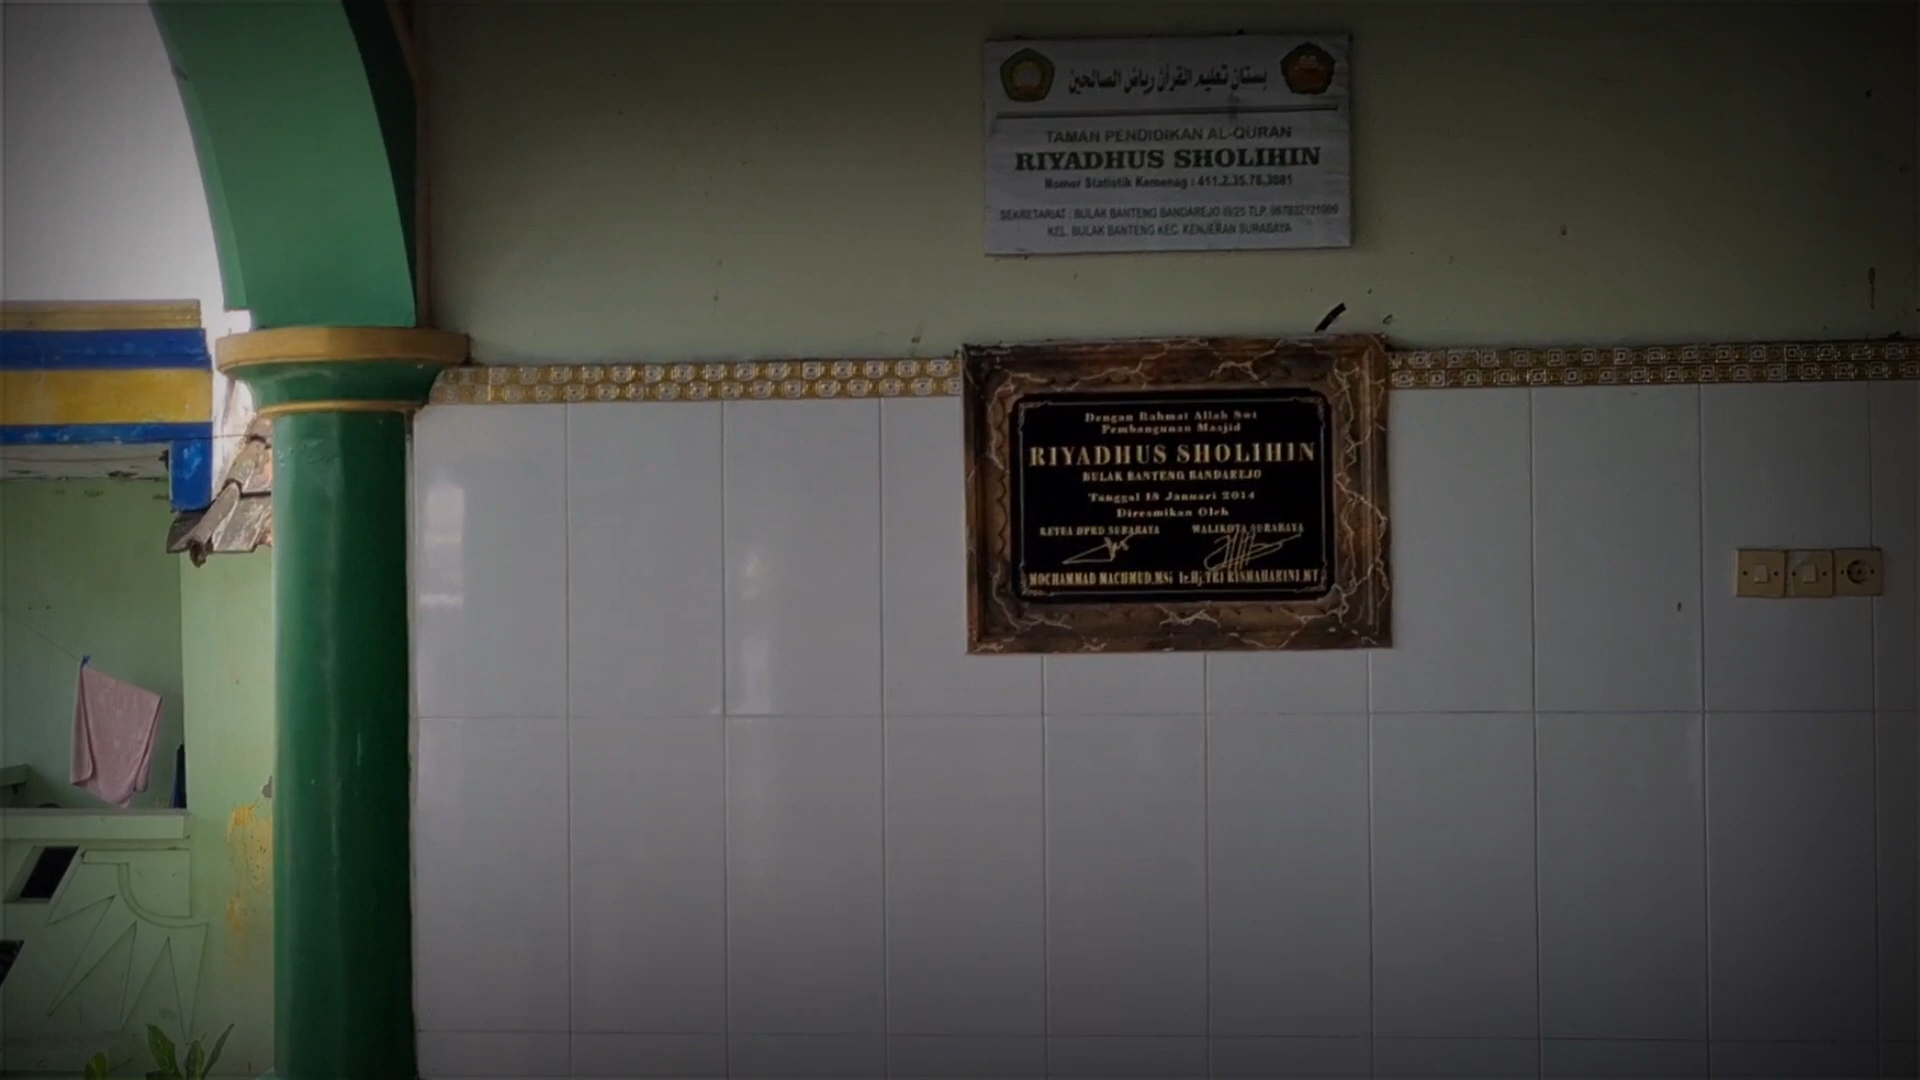 بستان تعليم القرآن رياض الصالحين
TAMAN PENDIDIKAN AL-QURAN
RIYADHUS SHOLIHIN
Nomor Statistik Kemenag : 411.2.35.78.3081
SEKRETARIAT : BULAK BANTENG BANDAREJO III/25 TLP.
KEL. BULAK BANTENG KEC. KENJERAN SURABAYA
Dengan Rahmat Allah Swt
Pembangunan Masjid
RIYADHUS SHOLIHIN
BULAK BANTENG BANDAREJO
Tanggal 18 Januari 2014
Diresmikan Oleh
KETUA DPRD SURABAYA WALIKOTA SURABAYA
MOCHAMMAD MACHMUD,MSi Ir.Hj.TRI RISMAHARINI,MT